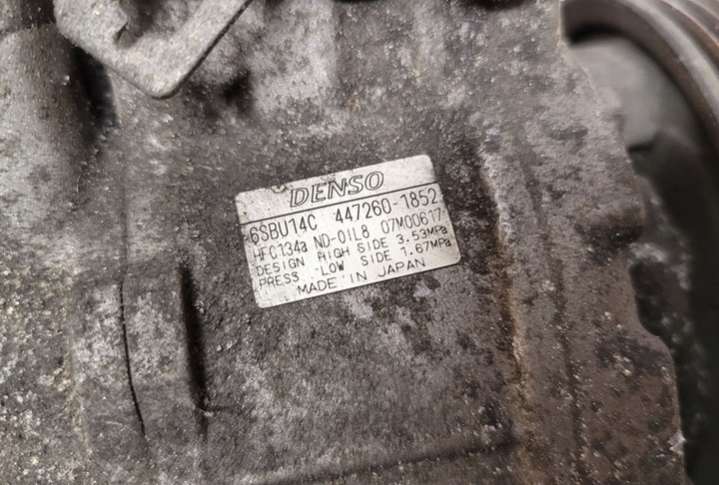 DENSO
6SBU14C 447260-1852
HFC134a ND-OIL8 07M00617
DESIGN HIGH SIDE 3.53MPa
PRESS. LOW SIDE 1.67MPa
MADE IN JAPAN